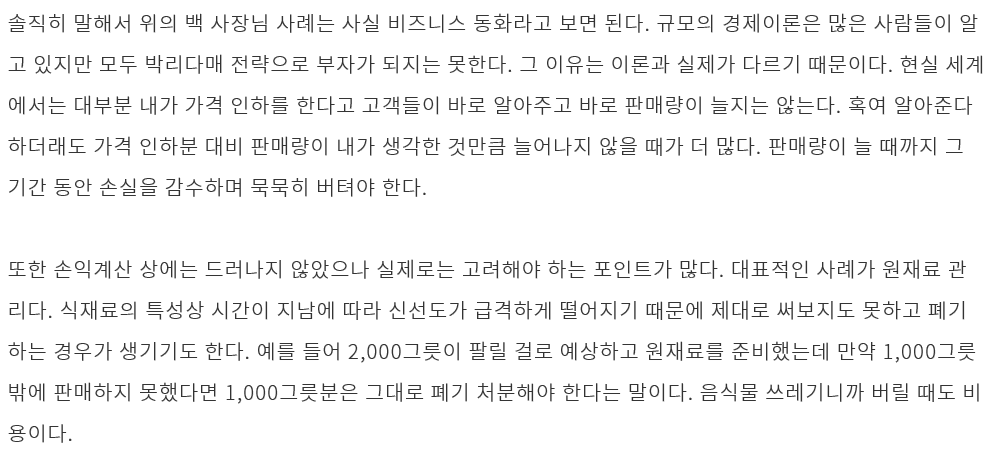 솔직히 말해서 위의 백 사장님 사례는 사실 비즈니스 동화라고 보면 된다. 규모의 경제이론은 많은 사람들이 알
고 있지만 모두 박리다매 전략으로 부자가 되지는 못한다. 그 이유는 이론과 실제가 다르기 때문이다. 현실 세계
에서는 대부분 내가 가격 인하를 한다고 고객들이 바로 알아주고 바로 판매량이 늘지는 않는다. 혹여 알아준다
하더래도 가격 인하분 대비 판매량이 내가 생각한 것만큼 늘어나지 않을 때가 더 많다. 판매량이 늘 때까지 그
기간 동안 손실을 감수하며 묵묵히 버텨야 한다.
또한 손익계산 상에는 드러나지 않았으나 실제로는 고려해야 하는 포인트가 많다. 대표적인 사례가 원재료 관
리다. 식재료의 특성상 시간이 지남에 따라 신선도가 급격하게 떨어지기 때문에 제대로 써보지도 못하고 폐기
하는 경우가 생기기도 한다. 예를 들어 2,000그릇이 팔릴 걸로 예상하고 원재료를 준비했는데 만약 1,000그릇
밖에 판매하지 못했다면 1,000그릇분은 그대로 폐기 처분해야 한다는 말이다. 음식물 쓰레기니까 버릴 때도 비
용이다.